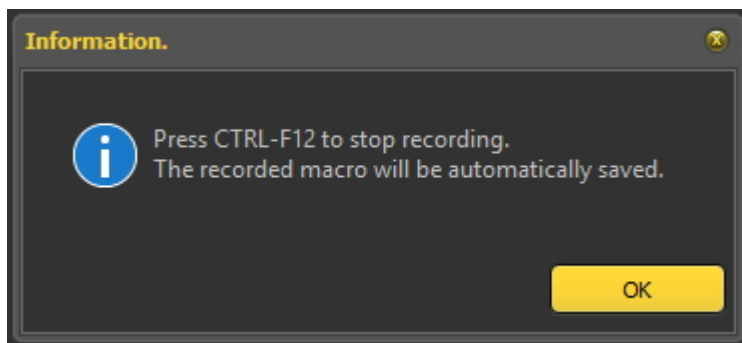 Information.
Press CTRL-F12 to stop recording.
The recorded macro will be automatically saved.
OK